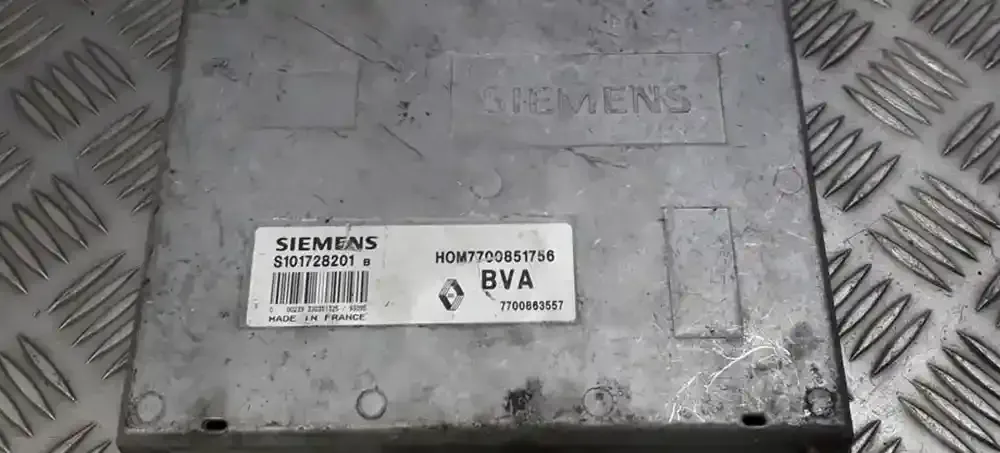 SIEMENS
SIEMENS
S101728201 B
MADE IN FRANCE
HOM7700851756
BVA
7700863557